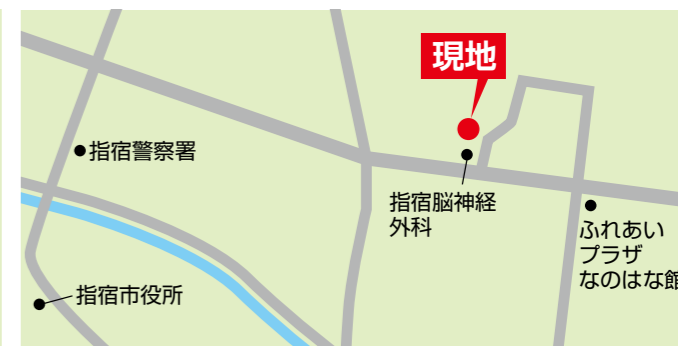 現地
指宿警察署
指宿脳神経
外科
ふれあい
プラザ
なのはな館
指宿市役所